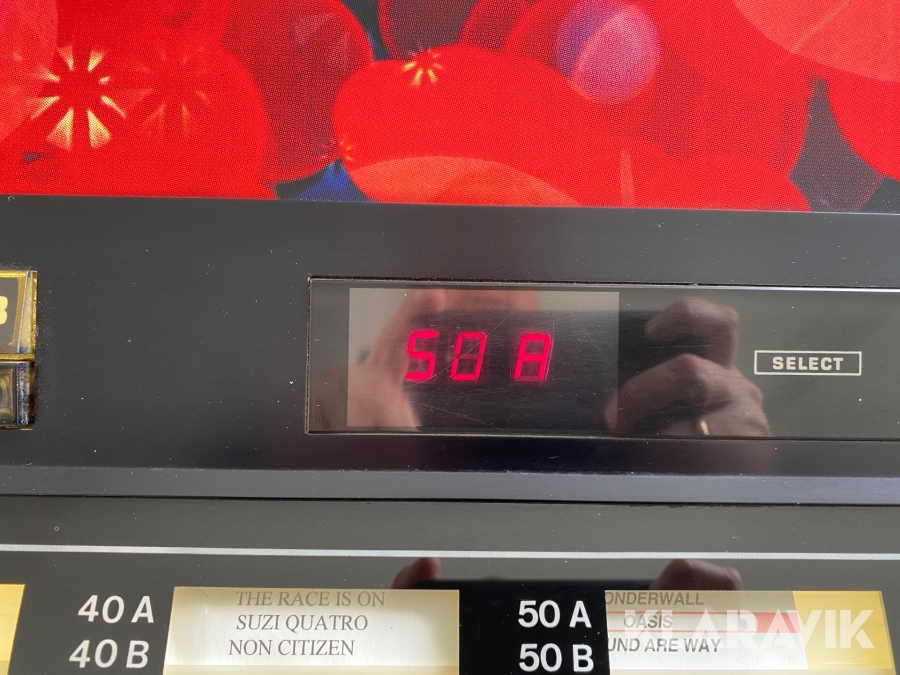 50 A
SELECT
40 A
THE RACE IS ON
SUZI QUATRO
40 B
NON CITIZEN
50 A
ONDERWALL
OASIS
50 B
UND ARE WAY
KLARAVIK